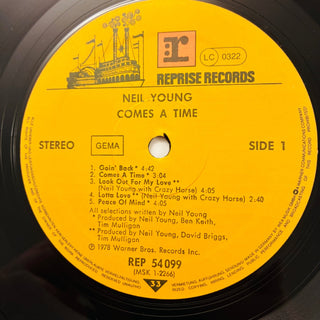 LC 0322
REPRISE RECORDS
NEIL YOUNG
COMES A TIME
STEREO
GEMA
SIDE 1
1. Goin' Back* 4:42
2. Comes A Time* 3:04
3. Look Out For My Love**
(Neil Young with Crazy Horse) 4:05
4. Lotta Love** (Neil Young with Crazy Horse) 2:40
5. Peace Of Mind* 4:05
All selections written by Neil Young
* Produced by Neil Young, Ben Keith,
Tim Mulligan
** Produced by Neil Young, David Briggs,
Tim Mulligan
℗ 1978 Warner Bros. Records Inc.
REP 54 099
(MSK 1-2266)
33